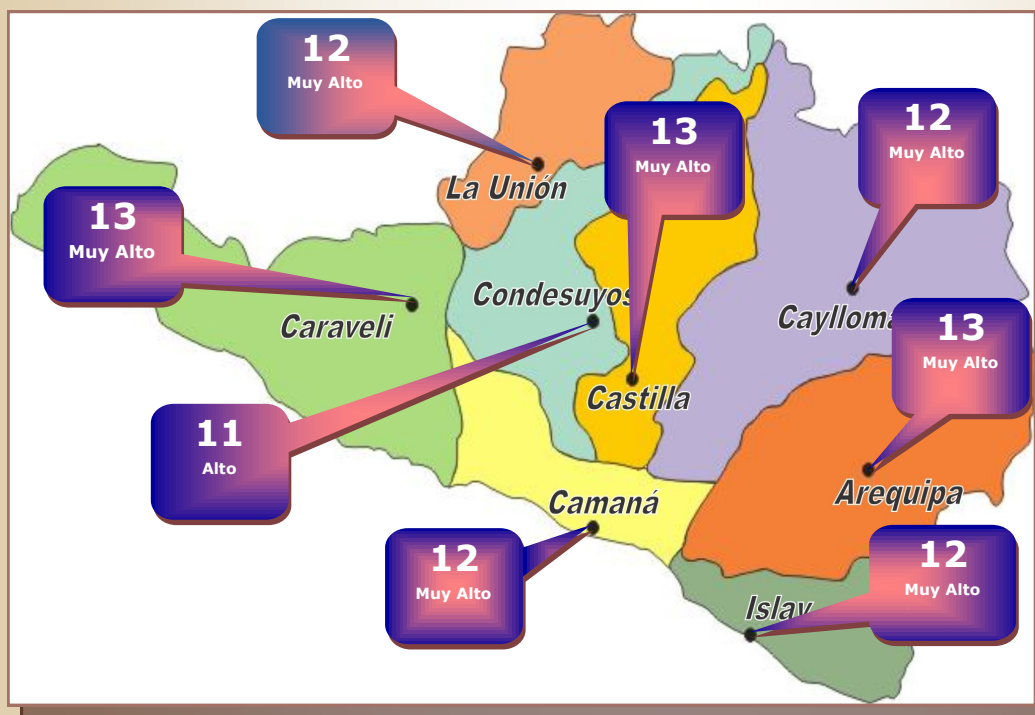 12
Muy Alto
13
Muy Alto
12
Muy Alto
La Unión
13
Muy Alto
Condesuyos
Caraveli
Caylloma
13
Muy Alto
Castilla
11
Alto
Arequipa
Camaná
12
Muy Alto
12
Muy Alto
Islay